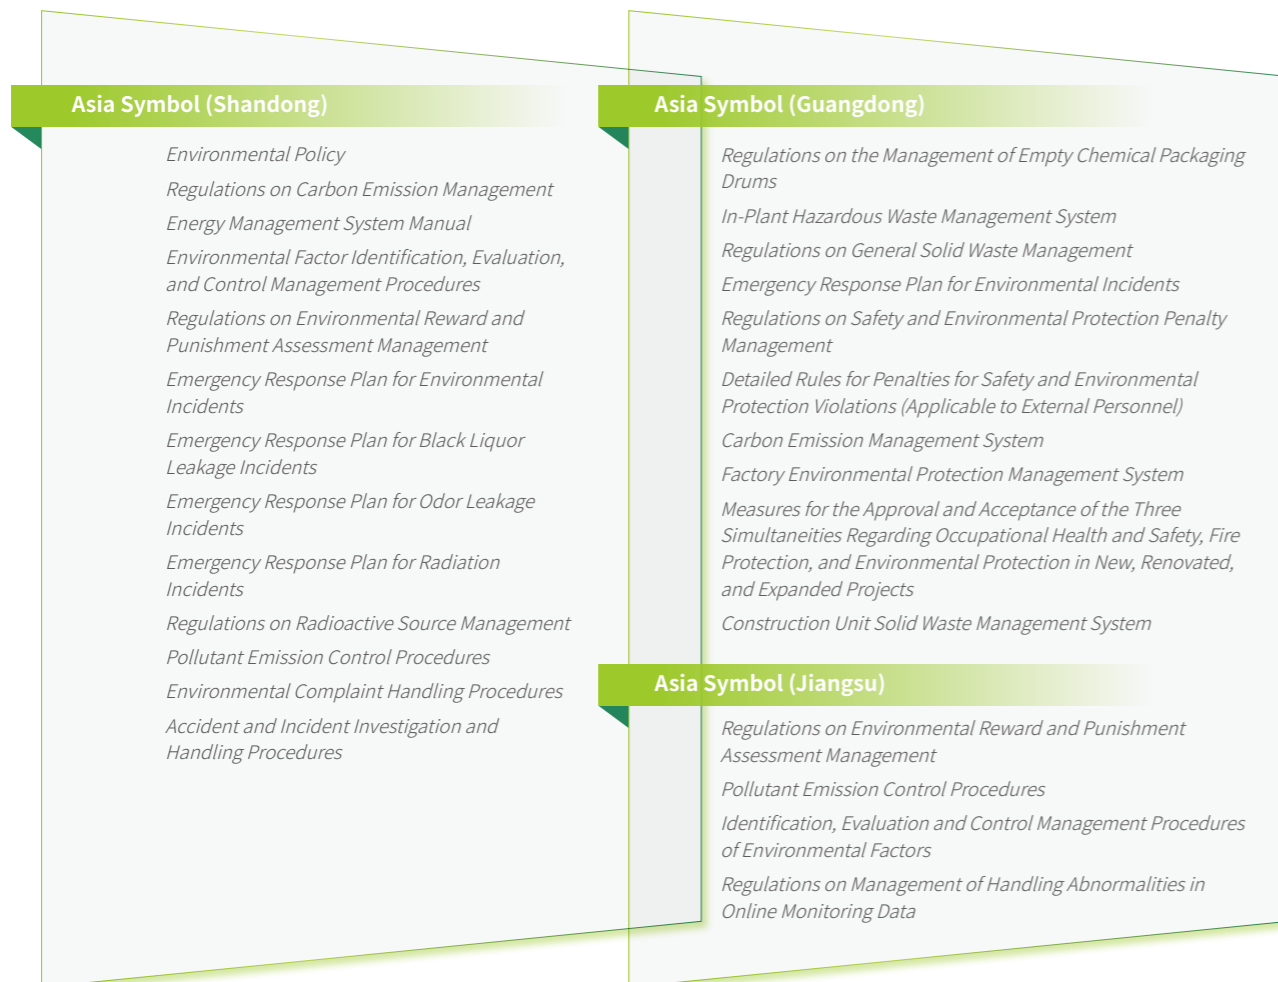 Asia Symbol (Shandong)
Environmental Policy
Regulations on Carbon Emission Management
Energy Management System Manual
Environmental Factor Identification, Evaluation,
and Control Management Procedures
Regulations on Environmental Reward and
Punishment Assessment Management
Emergency Response Plan for Environmental
Incidents
Emergency Response Plan for Black Liquor
Leakage Incidents
Emergency Response Plan for Odor Leakage
Incidents
Emergency Response Plan for Radiation
Incidents
Regulations on Radioactive Source Management
Pollutant Emission Control Procedures
Environmental Complaint Handling Procedures
Accident and Incident Investigation and
Handling Procedures
Asia Symbol (Guangdong)
Regulations on the Management of Empty Chemical Packaging
Drums
In-Plant Hazardous Waste Management System
Regulations on General Solid Waste Management
Emergency Response Plan for Environmental Incidents
Regulations on Safety and Environmental Protection Penalty
Management
Detailed Rules for Penalties for Safety and Environmental
Protection Violations (Applicable to External Personnel)
Carbon Emission Management System
Factory Environmental Protection Management System
Measures for the Approval and Acceptance of the Three
Simultaneities Regarding Occupational Health and Safety, Fire
Protection, and Environmental Protection in New, Renovated,
and Expanded Projects
Construction Unit Solid Waste Management System
Asia Symbol (Jiangsu)
Regulations on Environmental Reward and Punishment
Assessment Management
Pollutant Emission Control Procedures
Identification, Evaluation and Control Management Procedures
of Environmental Factors
Regulations on Management of Handling Abnormalities in
Online Monitoring Data